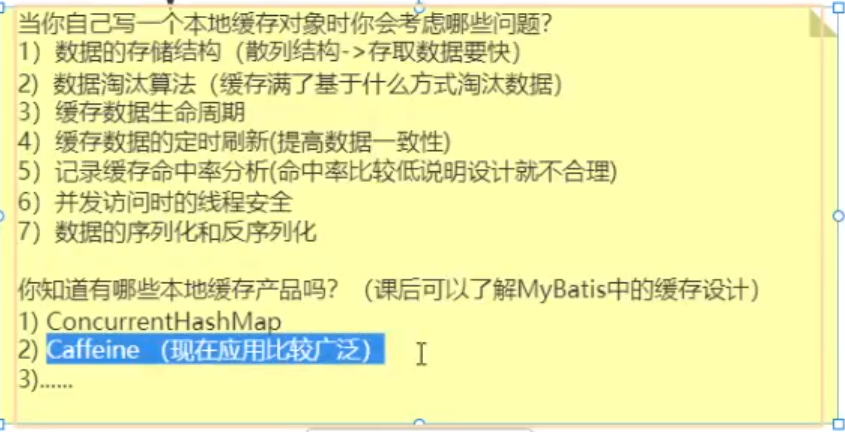 当你自己写一个本地缓存对象时你会考虑哪些问题?
1）数据的存储结构（散列结构->存取数据要快）
2）数据淘汰算法（缓存满了基于什么方式淘汰数据）
3）缓存数据生命周期
4）缓存数据的定时刷新(提高数据一致性)
5）记录缓存命中率分析(命中率比较低说明设计就不合理)
6）并发访问时的线程安全
7）数据的序列化和反序列化
你知道有哪些本地缓存产品吗？（课后可以了解MyBatis中的缓存设计）
1) ConcurrentHashMap
2) Caffeine （现在应用比较广泛）
3)......